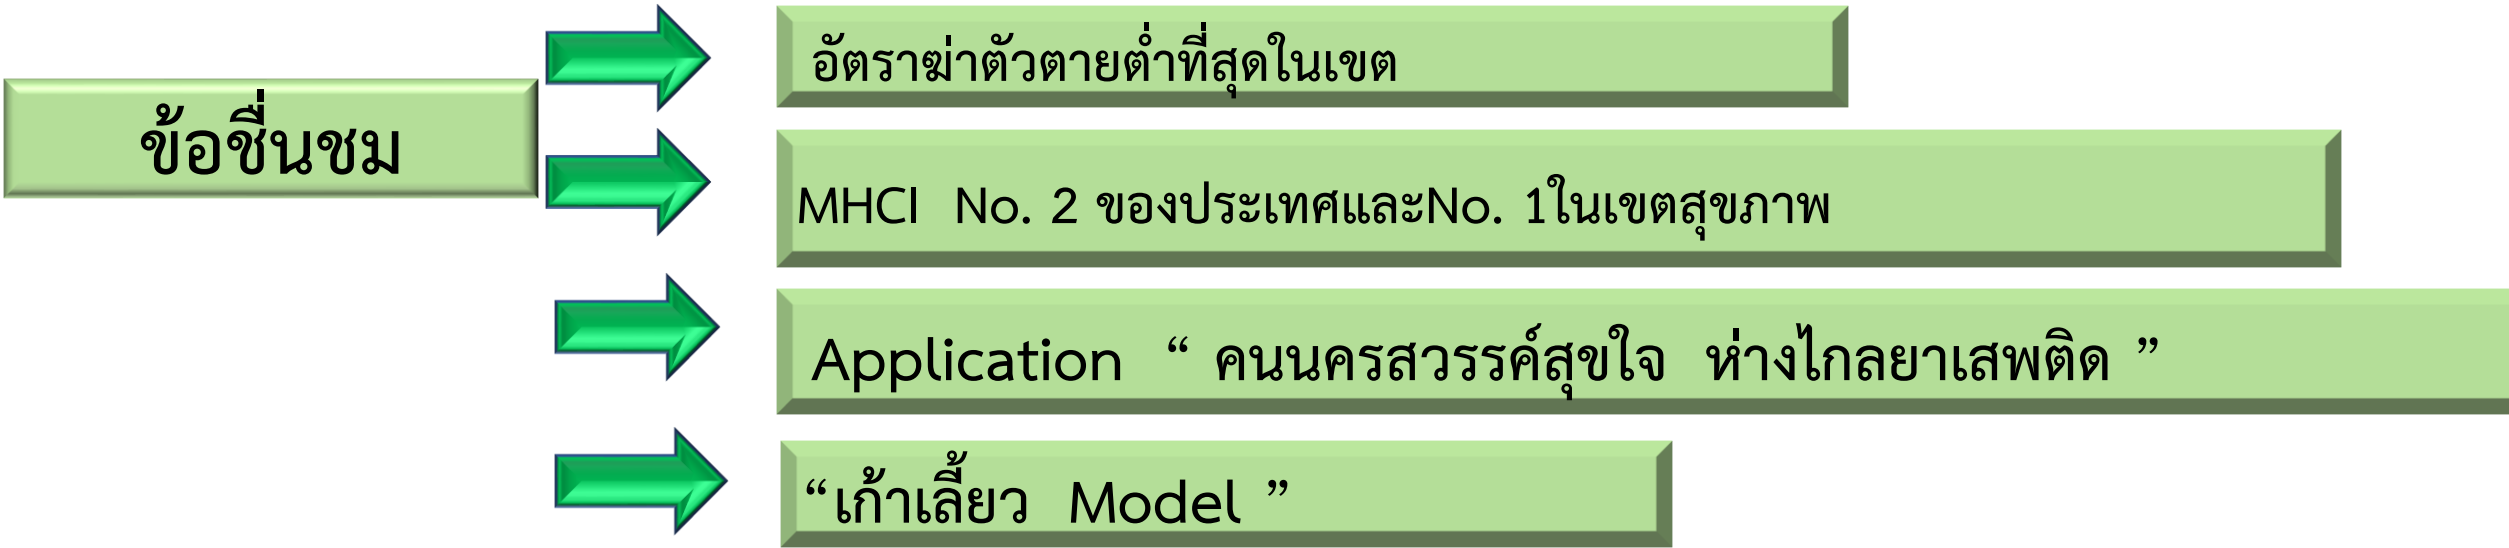 ข้อชื่นชม
อัตราผ่าตัวตายต่ำที่สุดในเขต
MHCI No. 2 ของประเทศและNo. 1ในเขตสุขภาพ
Application “ คนนครสวรรค์สุขใจ ห่างไกลยาเสพติด ”
“เก้าเลี้ยว Model ”